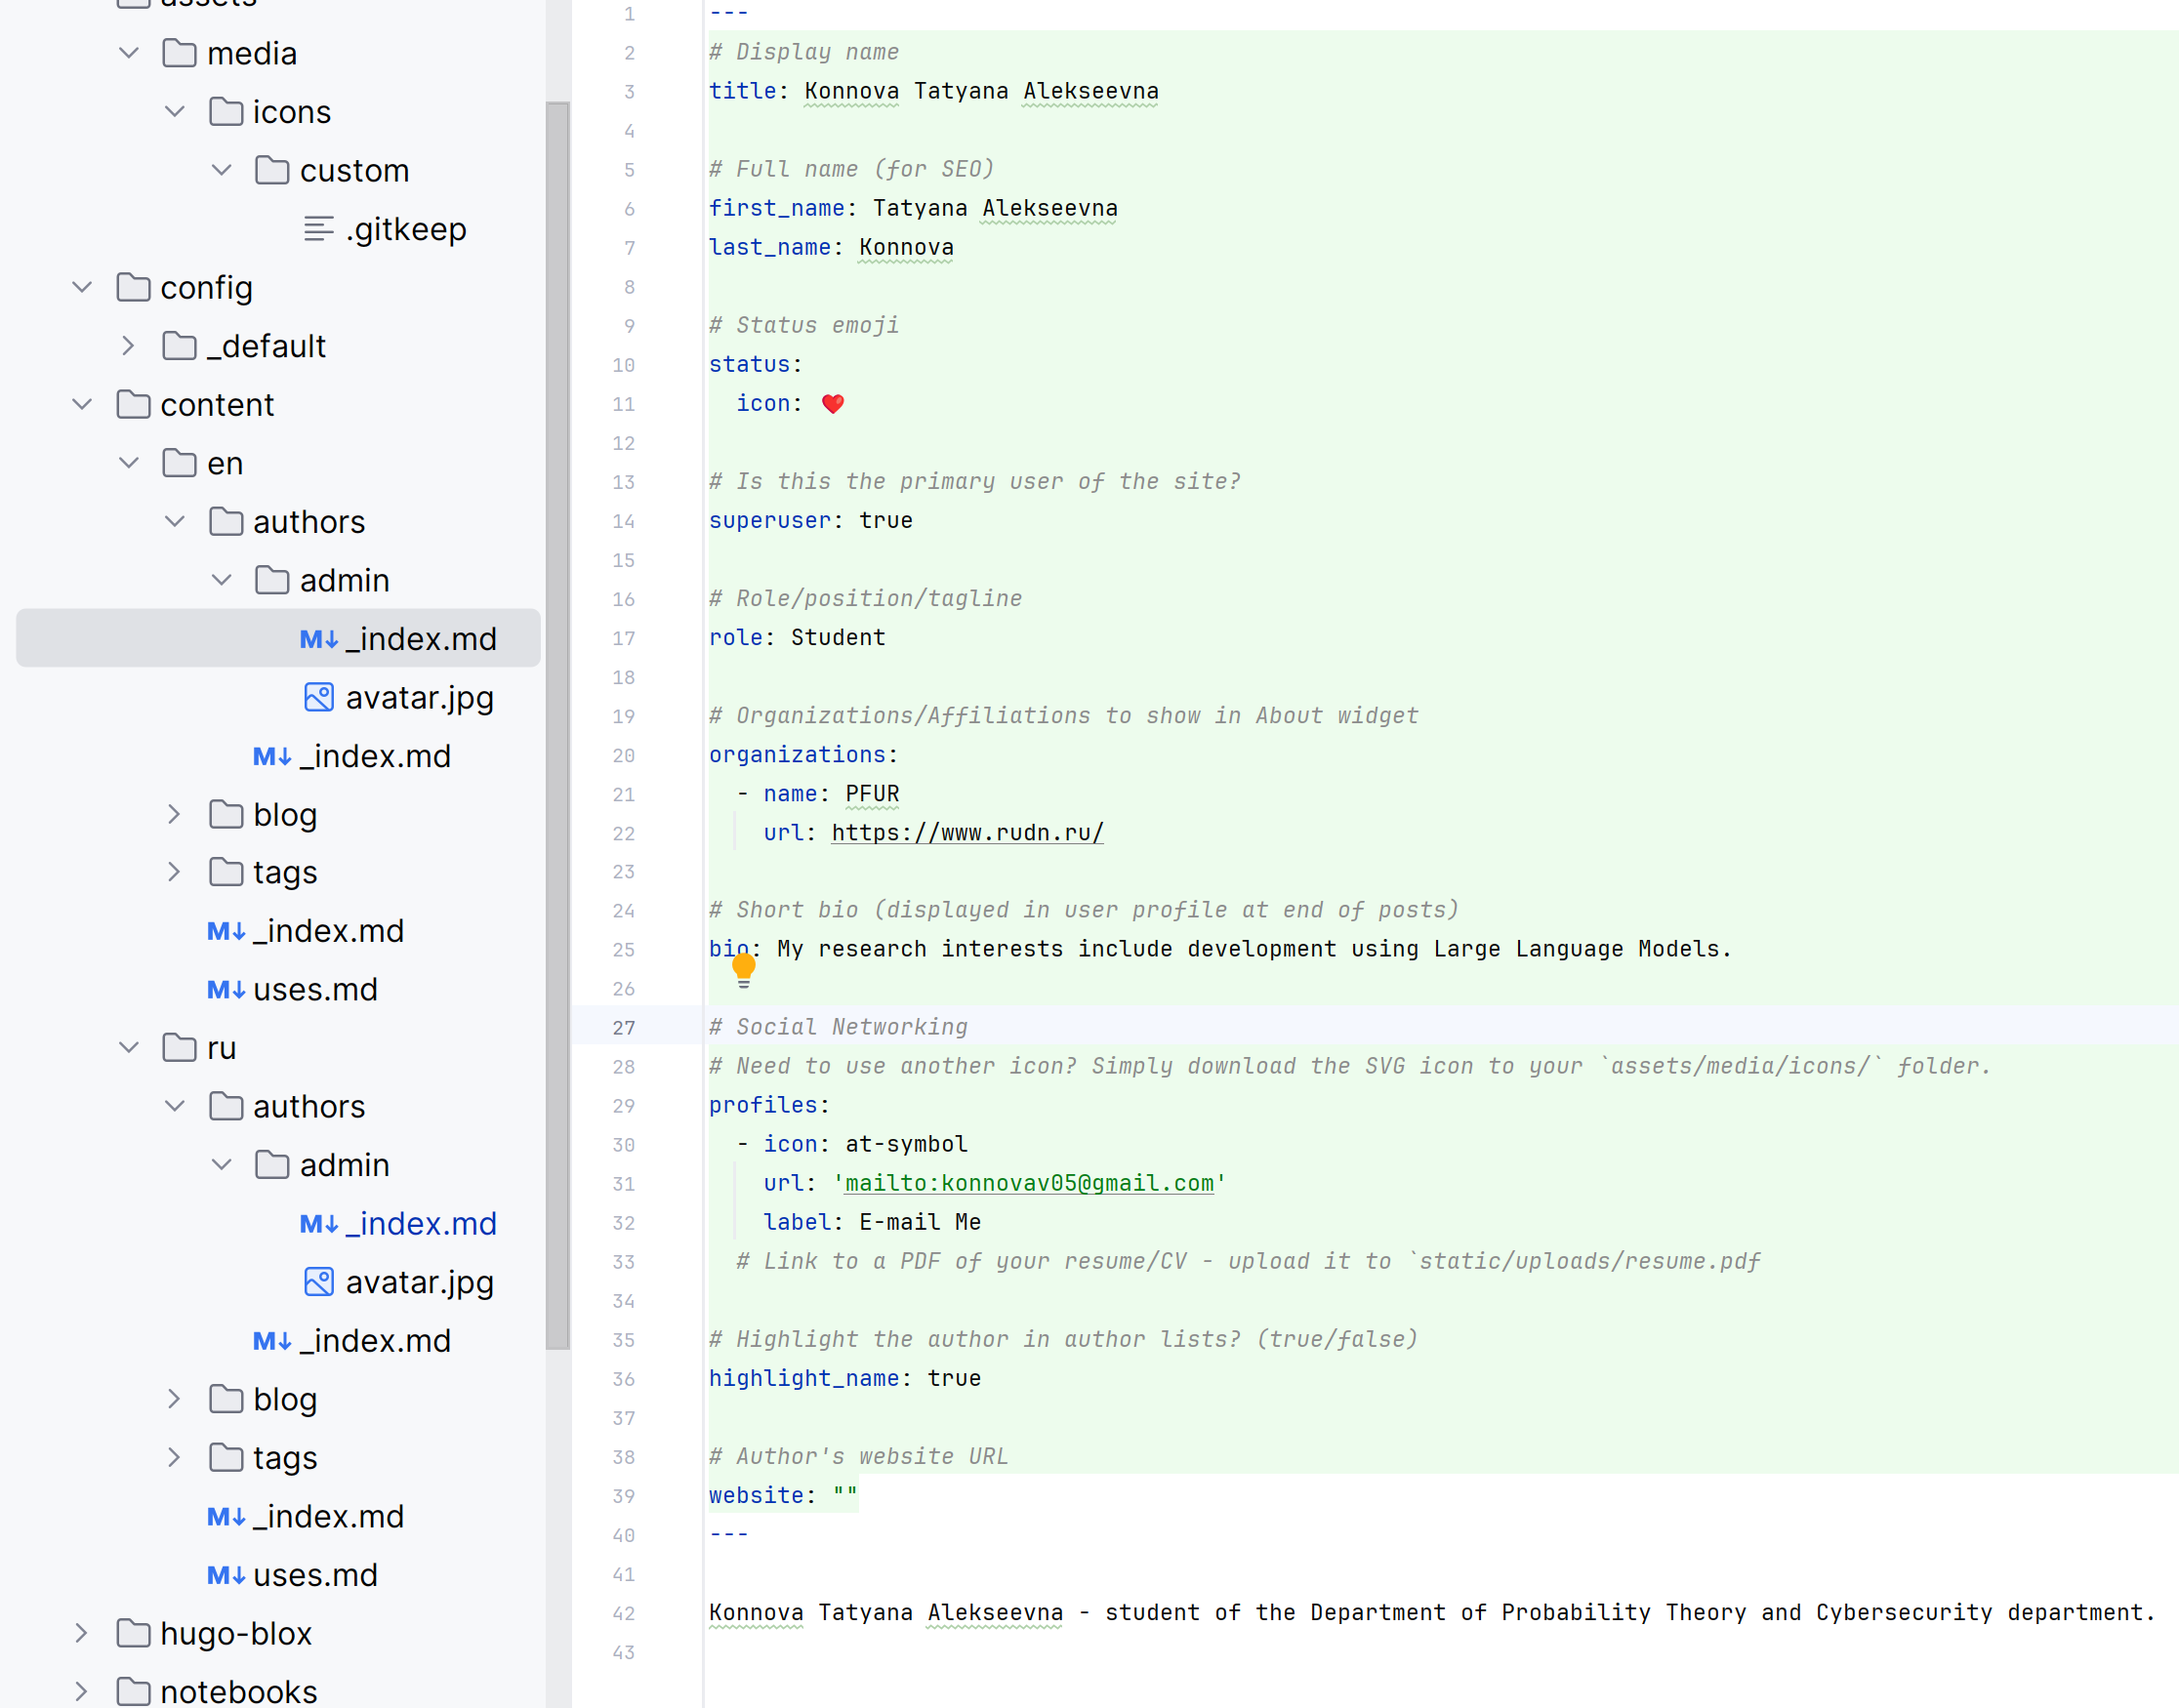 assets
media
icons
custom
.gitkeep
config
_default
content
en
authors
admin
_index.md
avatar.jpg
_index.md
blog
tags
_index.md
uses.md
ru
authors
admin
_index.md
avatar.jpg
_index.md
blog
tags
_index.md
uses.md
hugo-blox
notebooks
1 ---
2 # Display name
3 title: Konnova Tatyana Alekseevna
4
5 # Full name (for SEO)
6 first_name: Tatyana Alekseevna
7 last_name: Konnova
8
9 # Status emoji
10 status:
11 icon: ❤️
12
13 # Is this the primary user of the site?
14 superuser: true
15
16 # Role/position/tagline
17 role: Student
18
19 # Organizations/Affiliations to show in About widget
20 organizations:
21 - name: PFUR
22 url: https://www.rudn.ru/
23
24 # Short bio (displayed in user profile at end of posts)
25 bio: My research interests include development using Large Language Models.
26
27 # Social Networking
28 # Need to use another icon? Simply download the SVG icon to your `assets/media/icons/` folder.
29 profiles:
30 - icon: at-symbol
31 url: 'mailto:konnovav05@gmail.com'
32 label: E-mail Me
33 # Link to a PDF of your resume/CV - upload it to `static/uploads/resume.pdf
34
35 # Highlight the author in author lists? (true/false)
36 highlight_name: true
37
38 # Author's website URL
39 website: ""
40 ---
41
42 Konnova Tatyana Alekseevna - student of the Department of Probability Theory and Cybersecurity department.
43